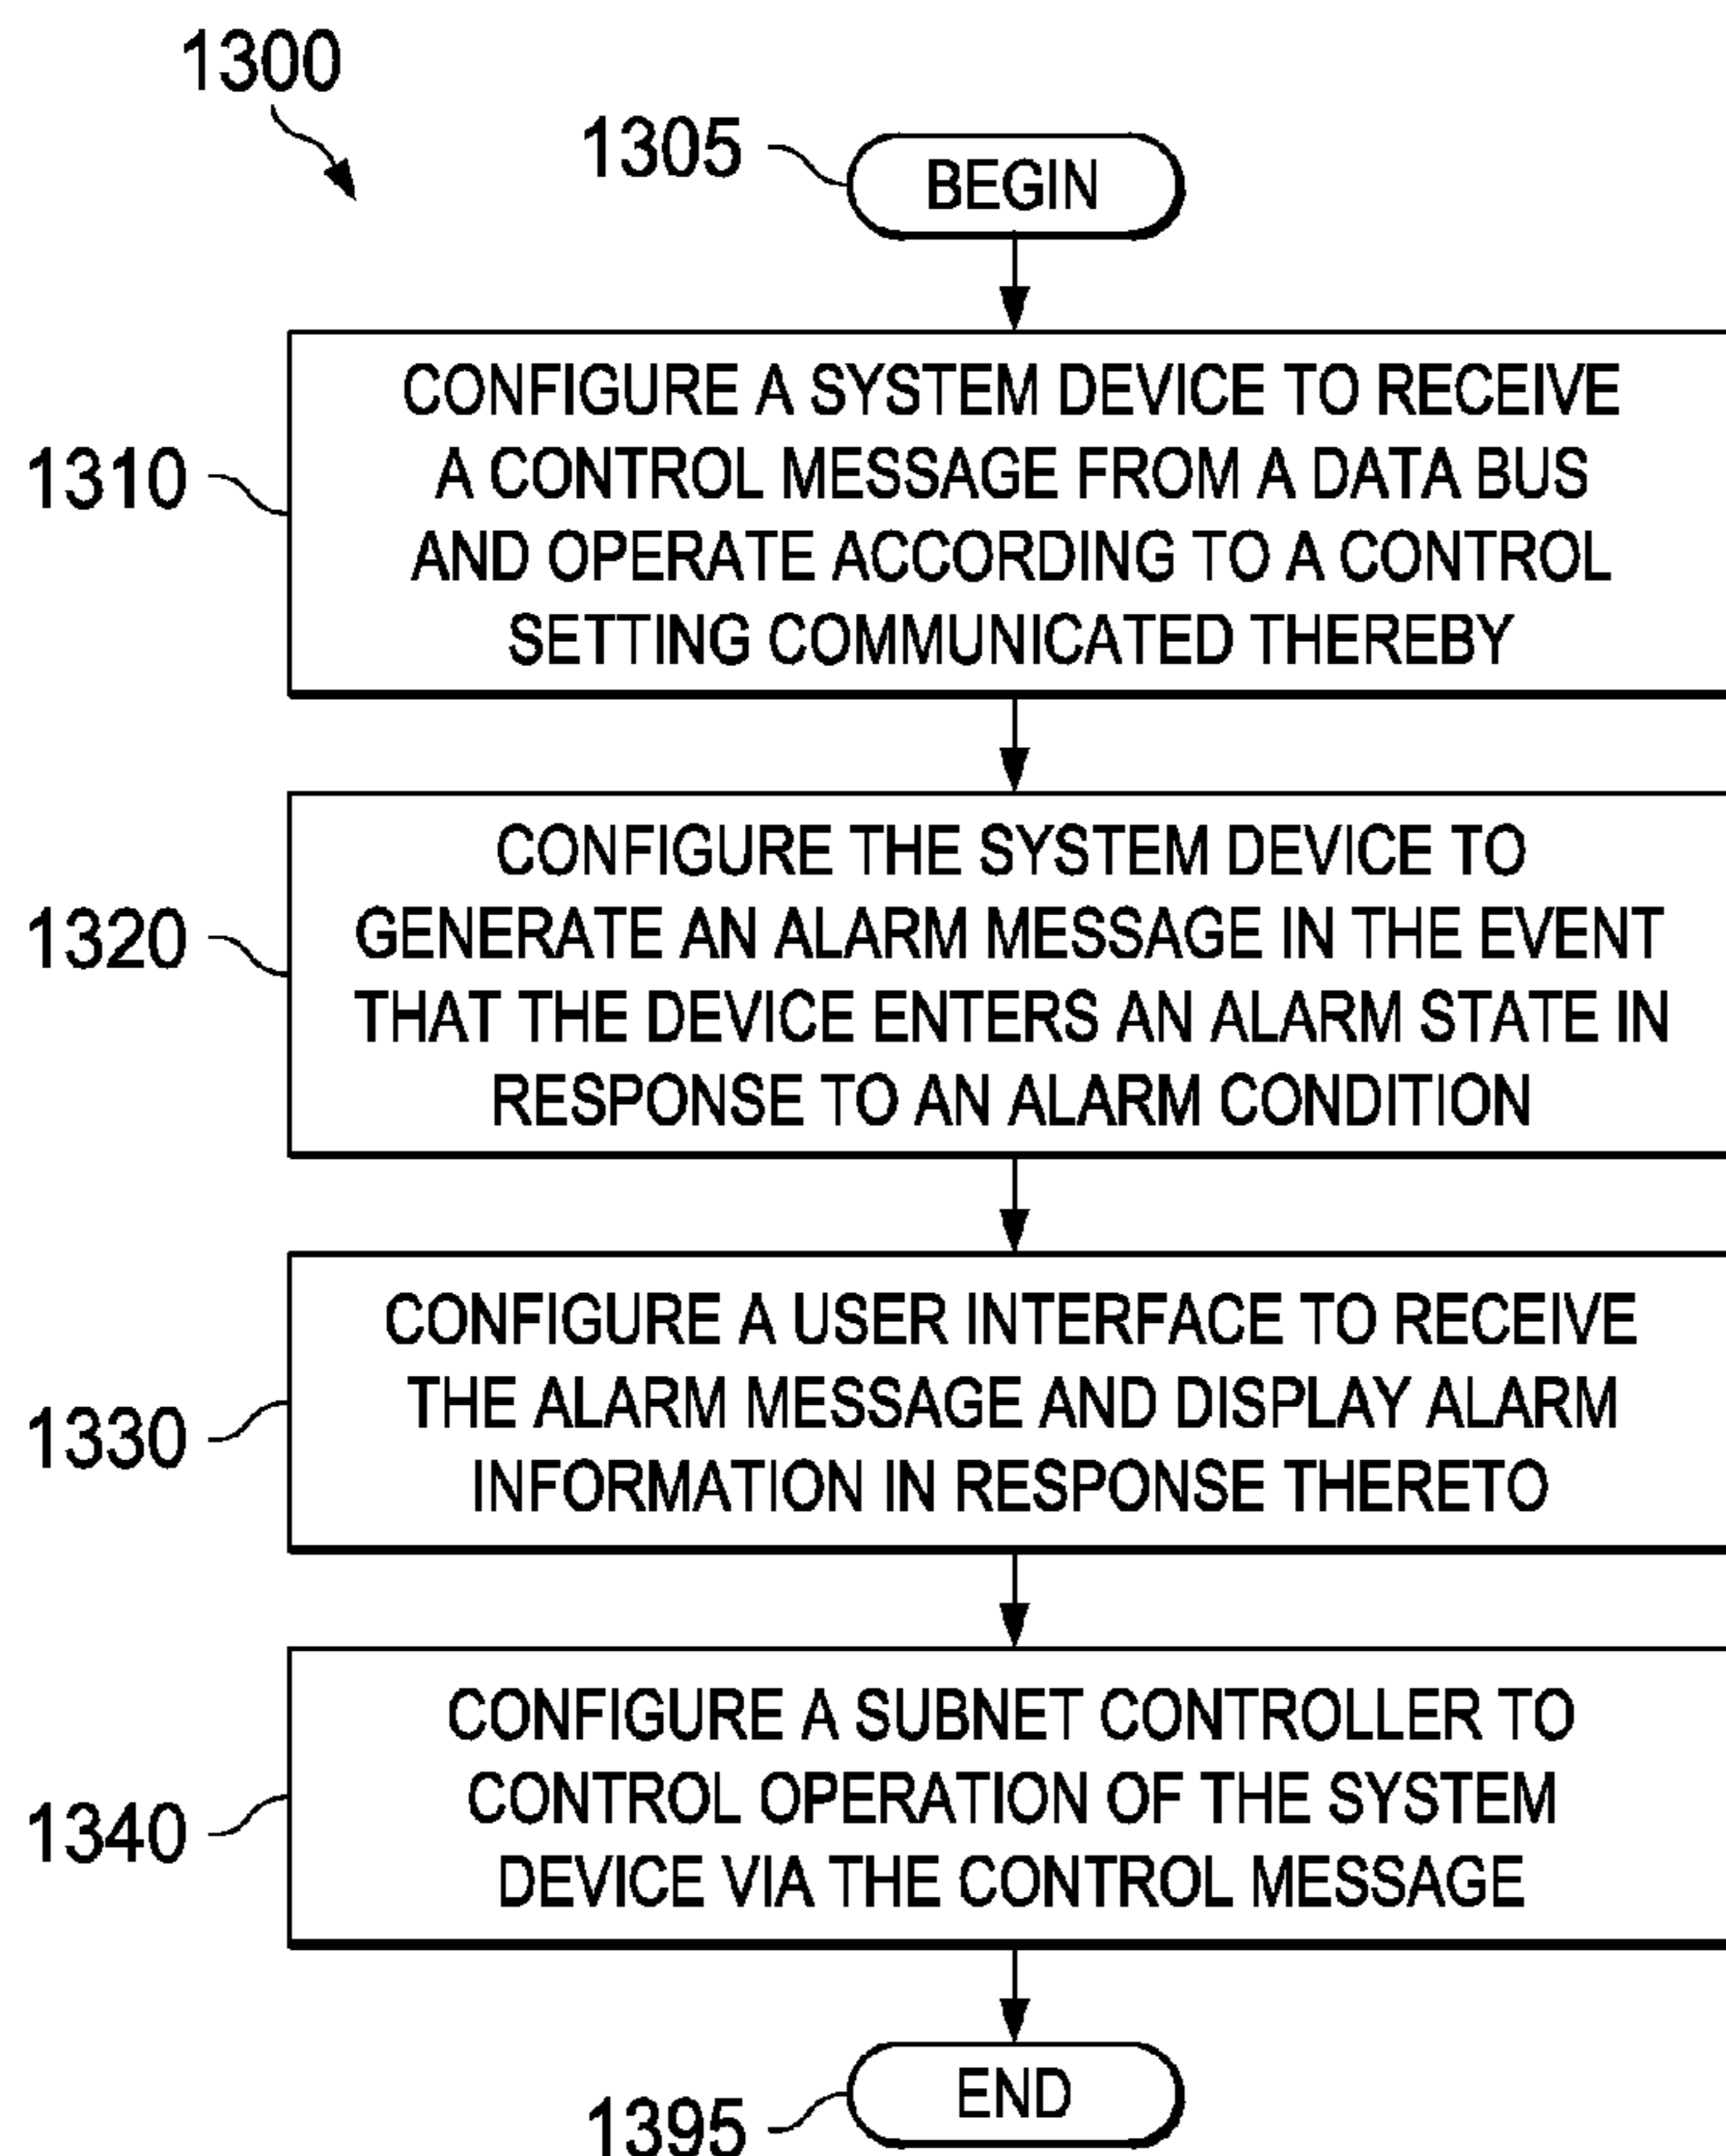 1300
1305
BEGIN
1310
CONFIGURE A SYSTEM DEVICE TO RECEIVE
A CONTROL MESSAGE FROM A DATA BUS
AND OPERATE ACCORDING TO A CONTROL
SETTING COMMUNICATED THEREBY
1320
CONFIGURE THE SYSTEM DEVICE TO
GENERATE AN ALARM MESSAGE IN THE EVENT
THAT THE DEVICE ENTERS AN ALARM STATE IN
RESPONSE TO AN ALARM CONDITION
1330
CONFIGURE A USER INTERFACE TO RECEIVE
THE ALARM MESSAGE AND DISPLAY ALARM
INFORMATION IN RESPONSE THERETO
1340
CONFIGURE A SUBNET CONTROLLER TO
CONTROL OPERATION OF THE SYSTEM
DEVICE VIA THE CONTROL MESSAGE
1395
END